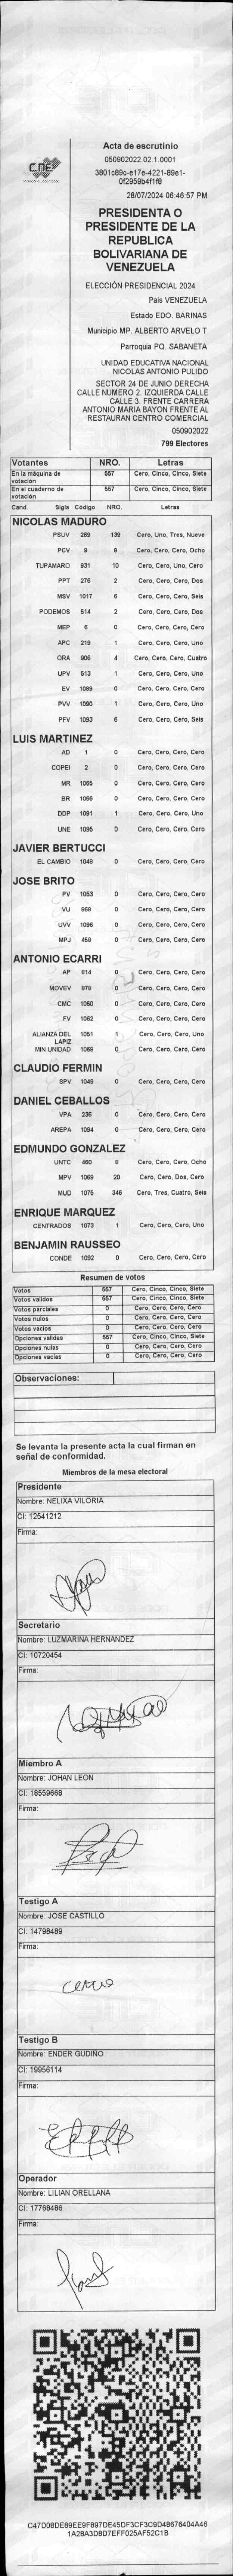 CNE
Acta de escrutinio
050902022.02.1.0001
3801c89c-e17e-4221-89e1-
0f2959b4f1f8
28/07/2024 06:46:57 PM
PRESIDENTA O
PRESIDENTE DE LA
REPUBLICA
BOLIVARIANA DE
VENEZUELA
ELECCIÓN PRESIDENCIAL 2024
País VENEZUELA
Estado EDO. BARINAS
Municipio MP. ALBERTO ARVELO T
Parroquia PQ. SABANETA
UNIDAD EDUCATIVA NACIONAL
NICOLAS ANTONIO PULIDO
SECTOR 24 DE JUNIO DERECHA
CALLE NUMERO 2. IZQUIERDA CALLE
CALLE 3. FRENTE CARRERA
ANTONIO MARIA BAYON FRENTE AL
RESTAURAN CENTRO COMERCIAL
050902022
799 Electores
Votantes NRO. Letras
En la máquina de votación 557 Cero, Cinco, Cinco, Siete
En el cuaderno de votación 557 Cero, Cinco, Cinco, Siete
Cand. Sigla Código NRO. Letras
NICOLAS MADURO
PSUV 269 139 Cero, Uno, Tres, Nueve
PCV 9 8 Cero, Cero, Cero, Ocho
TUPAMARO 931 10 Cero, Cero, Uno, Cero
PPT 276 2 Cero, Cero, Cero, Dos
MSV 1017 6 Cero, Cero, Cero, Seis
PODEMOS 514 2 Cero, Cero, Cero, Dos
MEP 6 0 Cero, Cero, Cero, Cero
APC 219 1 Cero, Cero, Cero, Uno
ORA 906 4 Cero, Cero, Cero, Cuatro
UPV 513 1 Cero, Cero, Cero, Uno
EV 1089 0 Cero, Cero, Cero, Cero
PVV 1090 1 Cero, Cero, Cero, Uno
PFV 1093 6 Cero, Cero, Cero, Seis
LUIS MARTINEZ
AD 1 0 Cero, Cero, Cero, Cero
COPEI 2 0 Cero, Cero, Cero, Cero
MR 1065 0 Cero, Cero, Cero, Cero
BR 1066 0 Cero, Cero, Cero, Cero
DDP 1091 1 Cero, Cero, Cero, Uno
UNE 1095 0 Cero, Cero, Cero, Cero
JAVIER BERTUCCI
EL CAMBIO 1048 0 Cero, Cero, Cero, Cero
JOSE BRITO
PV 1053 0 Cero, Cero, Cero, Cero
VU 868 0 Cero, Cero, Cero, Cero
UVV 1096 0 Cero, Cero, Cero, Cero
MPJ 458 0 Cero, Cero, Cero, Cero
ANTONIO ECARRI
AP 914 0 Cero, Cero, Cero, Cero
MOVEV 678 0 Cero, Cero, Cero, Cero
CMC 1050 0 Cero, Cero, Cero, Cero
FV 1062 0 Cero, Cero, Cero, Cero
ALIANZA DEL LAPIZ 1051 1 Cero, Cero, Cero, Uno
MIN UNIDAD 1068 0 Cero, Cero, Cero, Cero
CLAUDIO FERMIN
SPV 1049 0 Cero, Cero, Cero, Cero
DANIEL CEBALLOS
VPA 236 0 Cero, Cero, Cero, Cero
AREPA 1094 0 Cero, Cero, Cero, Cero
EDMUNDO GONZALEZ
UNTC 460 8 Cero, Cero, Cero, Ocho
MPV 1069 20 Cero, Cero, Dos, Cero
MUD 1075 346 Cero, Tres, Cuatro, Seis
ENRIQUE MARQUEZ
CENTRADOS 1073 1 Cero, Cero, Cero, Uno
BENJAMIN RAUSSEO
CONDE 1092 0 Cero, Cero, Cero, Cero
Resumen de votos
Votos 557 Cero, Cinco, Cinco, Siete
Votos validos 557 Cero, Cinco, Cinco, Siete
Votos parciales 0 Cero, Cero, Cero, Cero
Votos nulos 0 Cero, Cero, Cero, Cero
Votos vacios 0 Cero, Cero, Cero, Cero
Opciones validas 557 Cero, Cinco, Cinco, Siete
Opciones nulas 0 Cero, Cero, Cero, Cero
Opciones vacias 0 Cero, Cero, Cero, Cero
Observaciones:
Se levanta la presente acta la cual firman en
señal de conformidad.
Miembros de la mesa electoral
Presidente
Nombre: NELIXA VILORIA
CI: 12541212
Firma:
Secretario
Nombre: LUZMARINA HERNANDEZ
CI: 10720454
Firma:
Miembro A
Nombre: JOHAN LEON
CI: 18559668
Firma:
Testigo A
Nombre: JOSE CASTILLO
CI: 14798489
Firma:
Testigo B
Nombre: ENDER GUDIÑO
CI: 19956114
Firma:
Operador
Nombre: LILIAN ORELLANA
CI: 17768486
Firma:
C47D08DE89EE9F897DE45DF3CF3C9D48676404A46
1A28A3D8D7EFF025AF52C1B